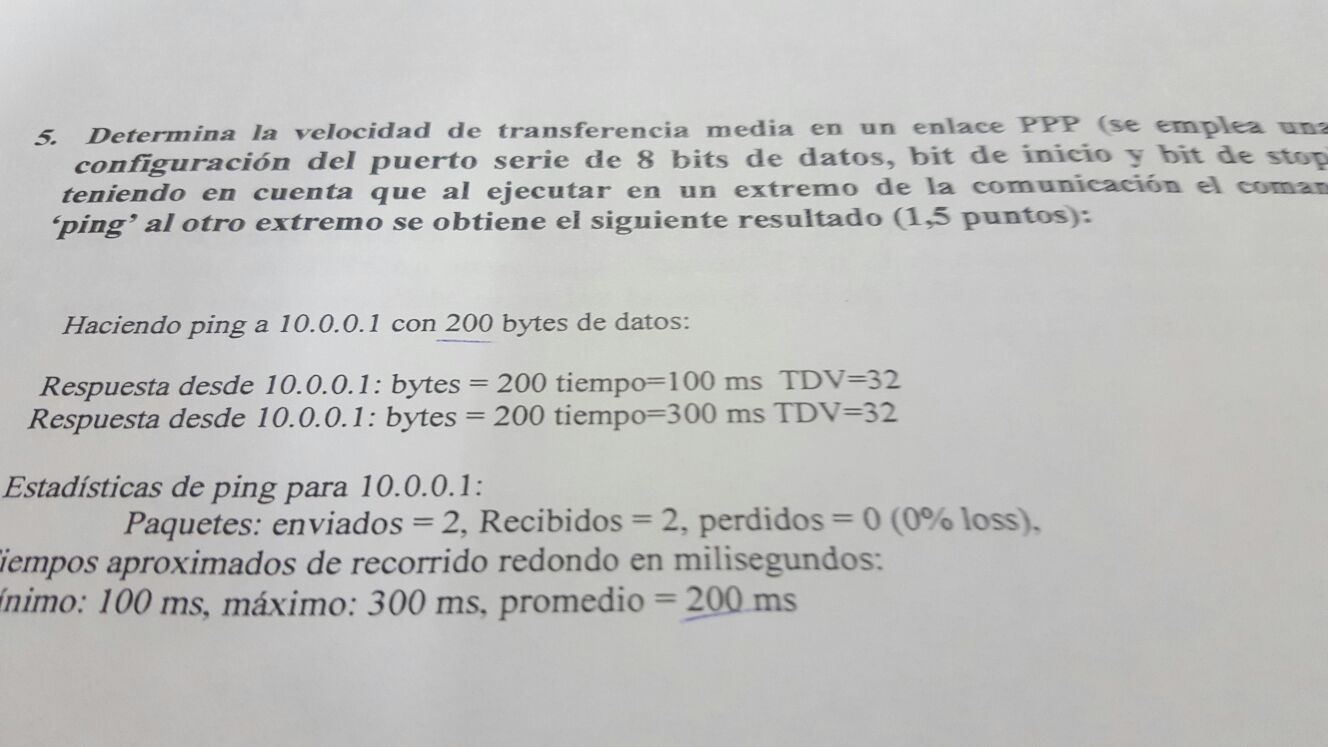 5. Determina la velocidad de transferencia media en un enlace PPP (se emplea una
configuración del puerto serie de 8 bits de datos, bit de inicio y bit de stop
teniendo en cuenta que al ejecutar en un extremo de la comunicación el coman
‘ping’ al otro extremo se obtiene el siguiente resultado (1,5 puntos):
Haciendo ping a 10.0.0.1 con 200 bytes de datos:
Respuesta desde 10.0.0.1: bytes = 200 tiempo=100 ms TDV=32
Respuesta desde 10.0.0.1: bytes = 200 tiempo=300 ms TDV=32
Estadísticas de ping para 10.0.0.1:
Paquetes: enviados = 2, Recibidos = 2, perdidos = 0 (0% loss),
iempos aproximados de recorrido redondo en milisegundos:
ínimo: 100 ms, máximo: 300 ms, promedio = 200 ms